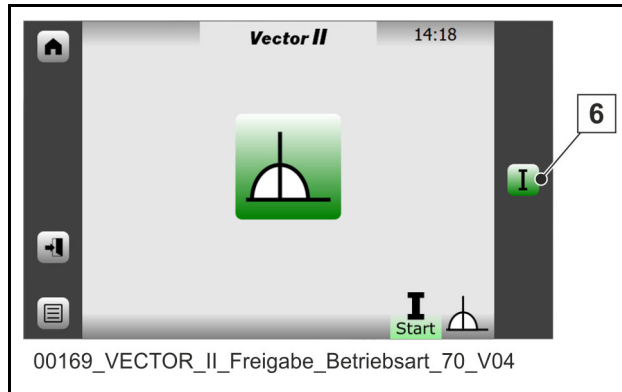 Vector II
14:18
6
I
I
Start
00169_VECTOR_II_Freigabe_Betriebsart_70_V04